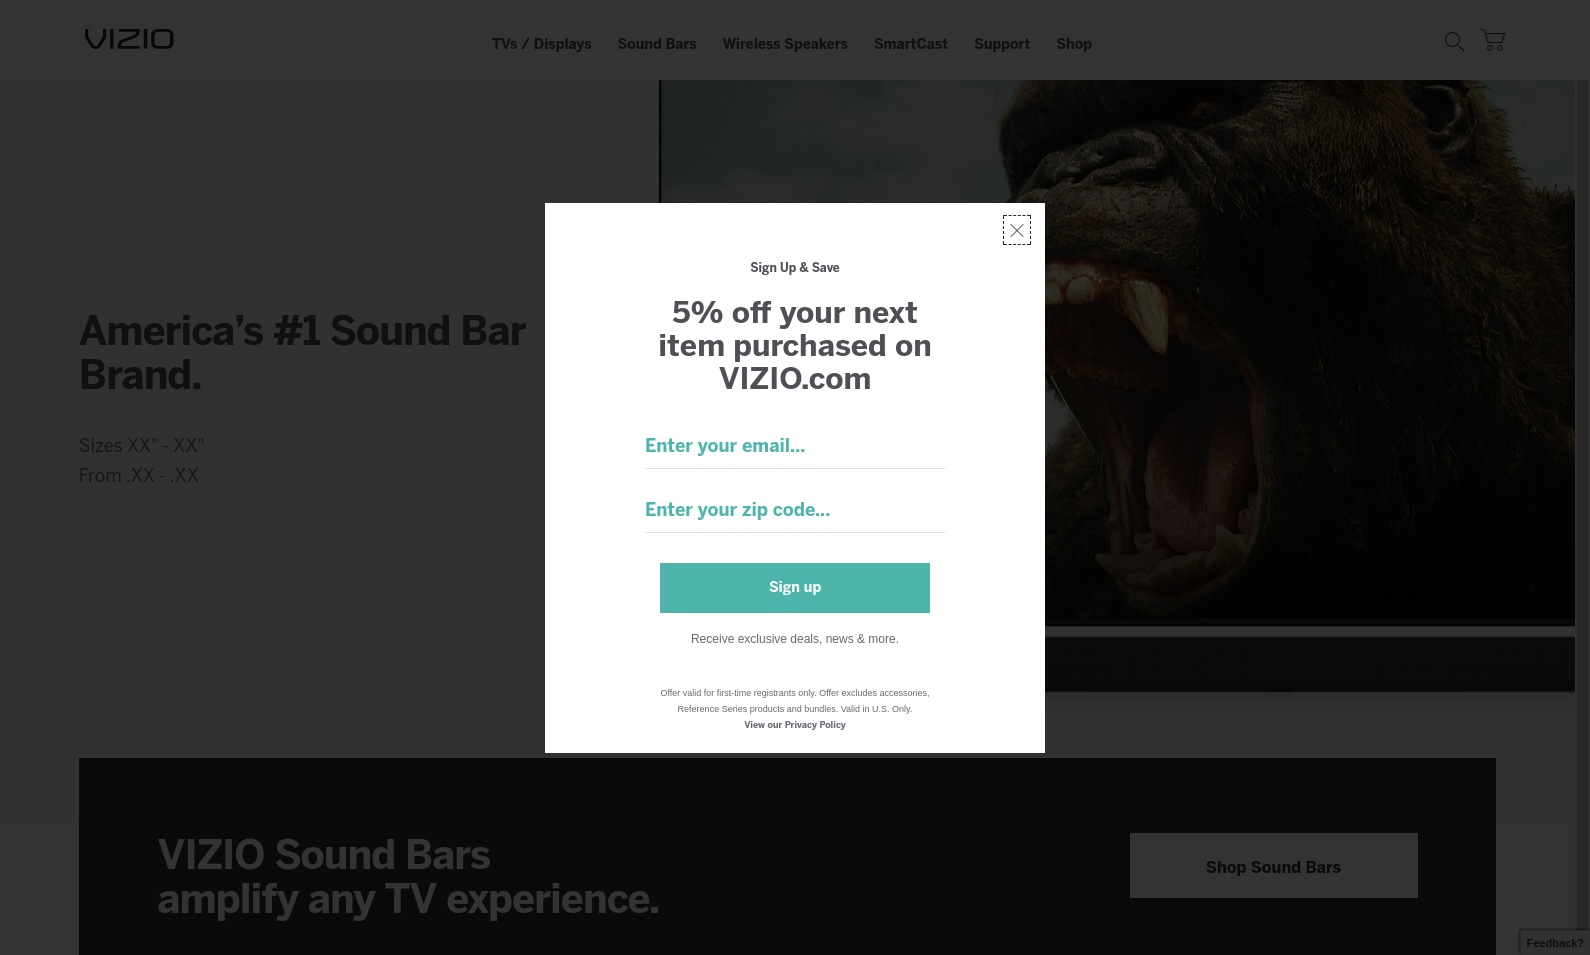 VIZIO
TVs / Displays
Sound Bars
Wireless Speakers
SmartCast
Support
Shop
America’s #1 Sound Bar
Brand.
Sizes XX" - XX"
From .XX - .XX
Sign Up & Save
5% off your next
item purchased on
VIZIO.com
Enter your email...
Enter your zip code...
Sign up
Receive exclusive deals, news & more.
Offer valid for first-time registrants only. Offer excludes accessories,
Reference Series products and bundles. Valid in U.S. Only.
View our Privacy Policy
VIZIO Sound Bars
amplify any TV experience.
Shop Sound Bars
Feedback?